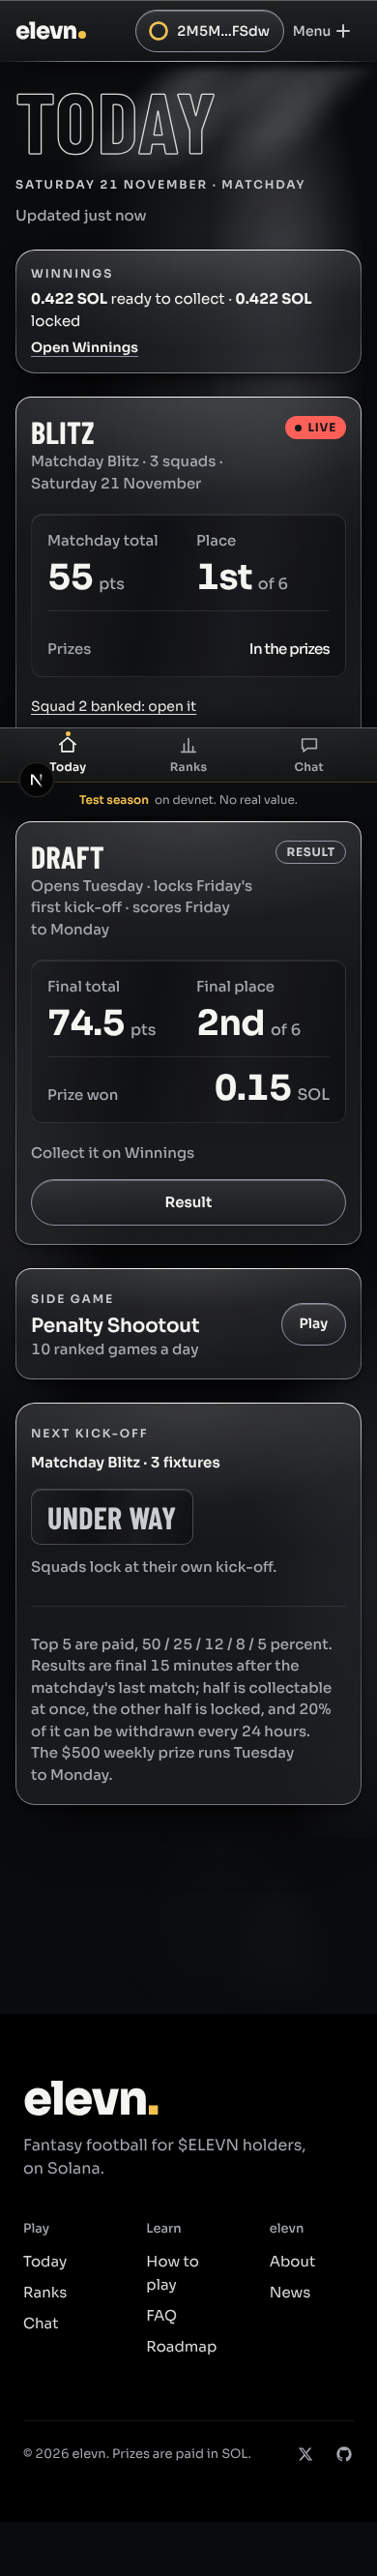 elevn.
2M5M...FSdw
Menu
TODAY
SATURDAY 21 NOVEMBER · MATCHDAY
Updated just now
WINNINGS
0.422 SOL ready to collect · 0.422 SOL
locked
Open Winnings
BLITZ
LIVE
Matchday Blitz · 3 squads ·
Saturday 21 November
Matchday total
Place
55 pts
1st of 6
Prizes
In the prizes
Squad 2 banked: open it
Today
Ranks
Chat
N
Test season on devnet. No real value.
DRAFT
RESULT
Opens Tuesday · locks Friday's
first kick-off · scores Friday
to Monday
Final total
Final place
74.5 pts
2nd of 6
Prize won
0.15 SOL
Collect it on Winnings
Result
SIDE GAME
Penalty Shootout
10 ranked games a day
Play
NEXT KICK-OFF
Matchday Blitz · 3 fixtures
UNDER WAY
Squads lock at their own kick-off.
Top 5 are paid, 50 / 25 / 12 / 8 / 5 percent.
Results are final 15 minutes after the
matchday's last match; half is collectable
at once, the other half is locked, and 20%
of it can be withdrawn every 24 hours.
The $500 weekly prize runs Tuesday
to Monday.
elevn.
Fantasy football for $ELEVN holders,
on Solana.
Play
Today
Ranks
Chat
Learn
How to
play
FAQ
Roadmap
elevn
About
News
© 2026 elevn. Prizes are paid in SOL.